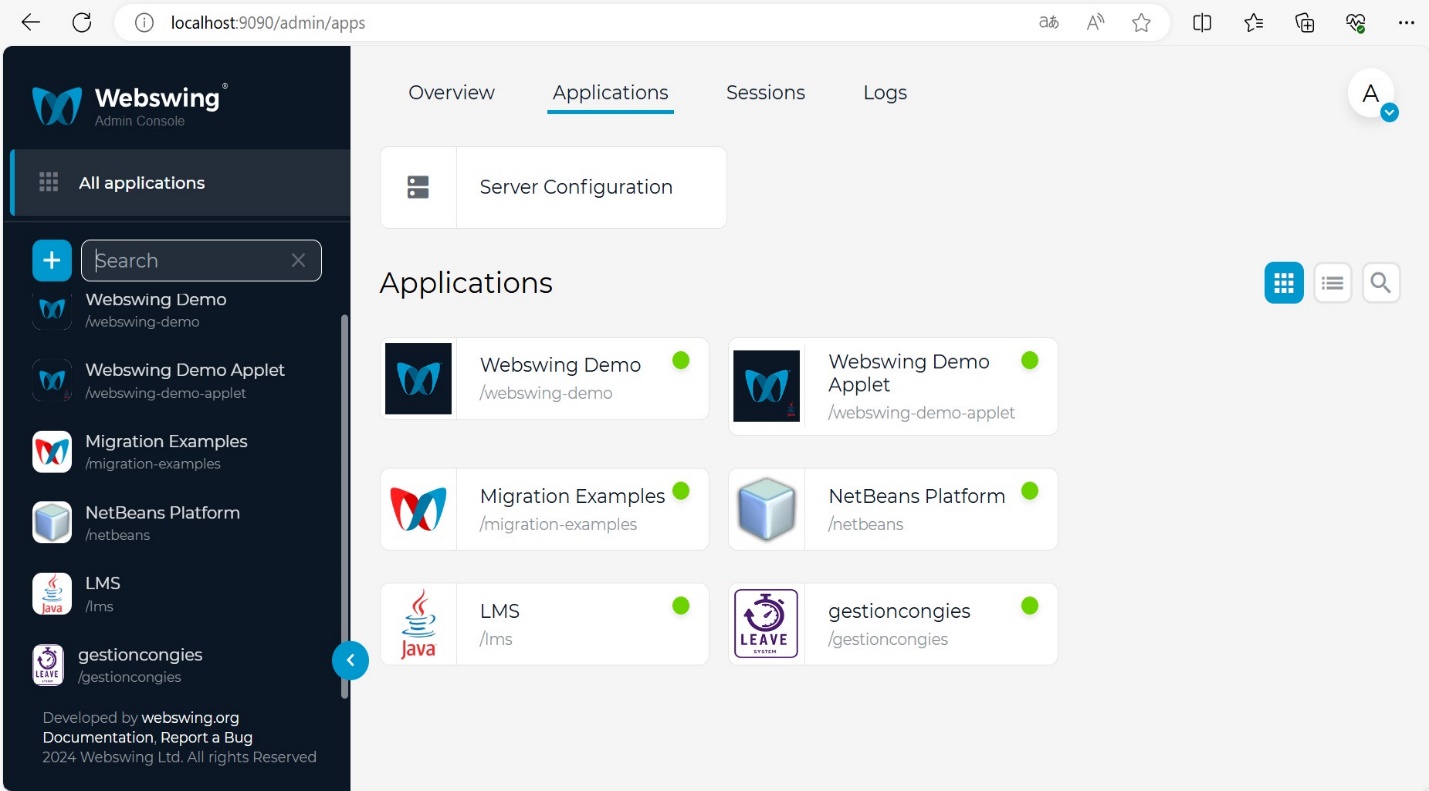 localhost:9090/admin/apps
Webswing®
Admin Console
All applications
Search
Webswing Demo
/webswing-demo
Webswing Demo Applet
/webswing-demo-applet
Migration Examples
/migration-examples
NetBeans Platform
/netbeans
Java
LMS
/lms
LEAVE
gestioncongies
/gestioncongies
Developed by webswing.org
Documentation, Report a Bug
2024 Webswing Ltd. All rights Reserved
Overview Applications Sessions Logs
A
Server Configuration
Applications
Webswing Demo
/webswing-demo
Webswing Demo
Applet
/webswing-demo-applet
Migration Examples
/migration-examples
NetBeans Platform
/netbeans
Java
LMS
/lms
LEAVE
SYSTEM
gestioncongies
/gestioncongies